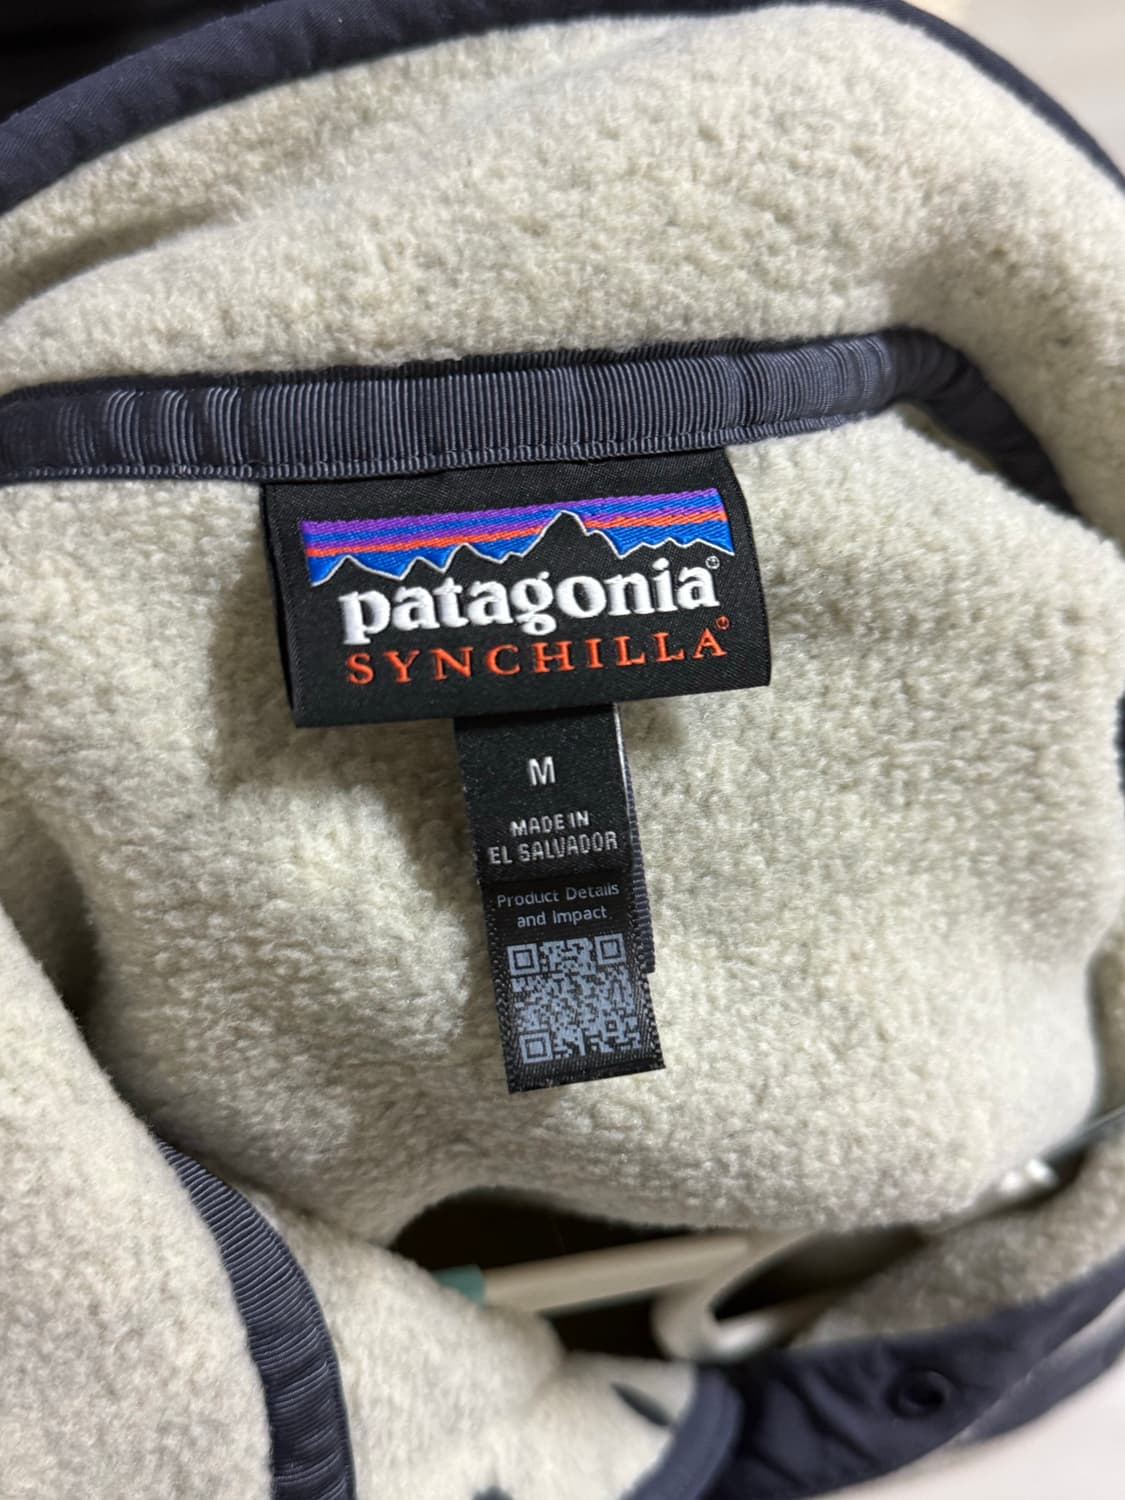 patagonia®
SYNCHILLA®
M
MADE IN
EL SALVADOR
Product Details
and Impact